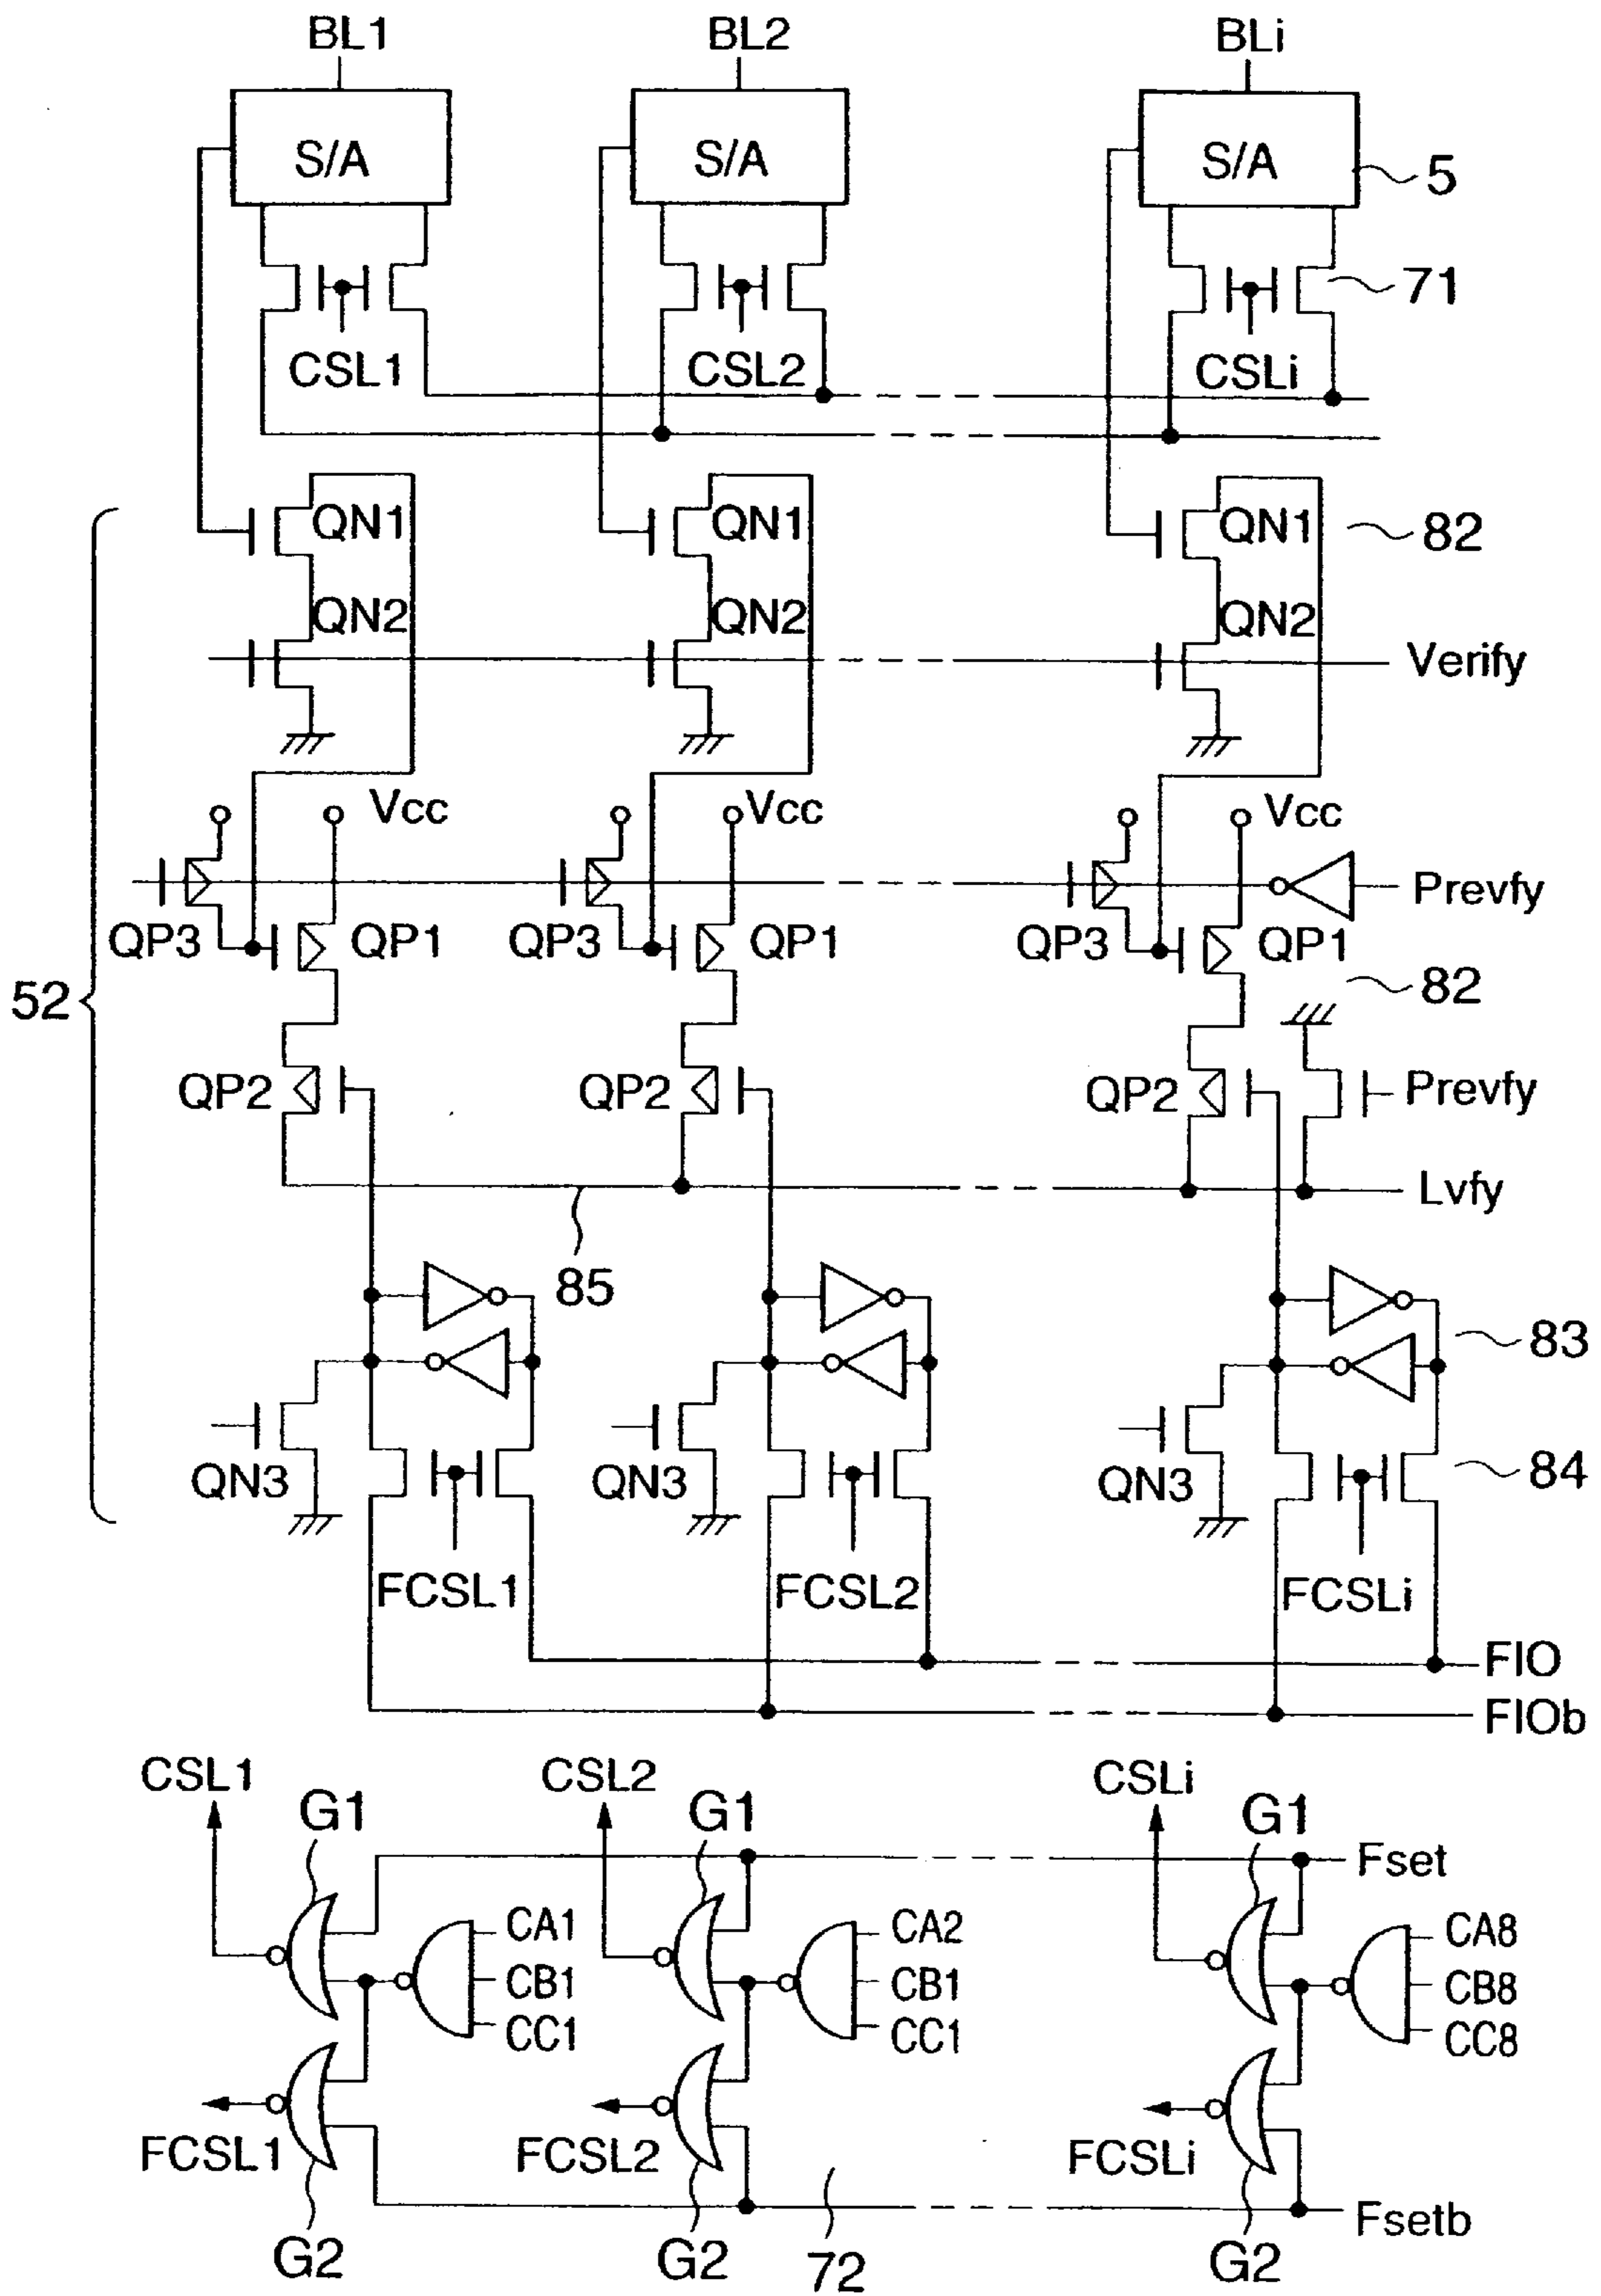 BL1 BL2 BLi
S/A S/A S/A 5
71
CSL1 CSL2 CSLi
QN1 QN1 QN1 82
QN2 QN2 QN2
Verify
Vcc Vcc Vcc
Prevfy
QP3 QP1 QP3 QP1 QP3 QP1
52 82
QP2 QP2 QP2 Prevfy
Lvfy
85
83
QN3 QN3 QN3 84
FCSL1 FCSL2 FCSLi
FIO
FIOb
CSL1 CSL2 CSLi
G1 G1 G1
Fset
CA1 CA2 CA8
CB1 CB1 CB8
CC1 CC1 CC8
FCSL1 FCSL2 FCSLi
Fsetb
G2 G2 72 G2